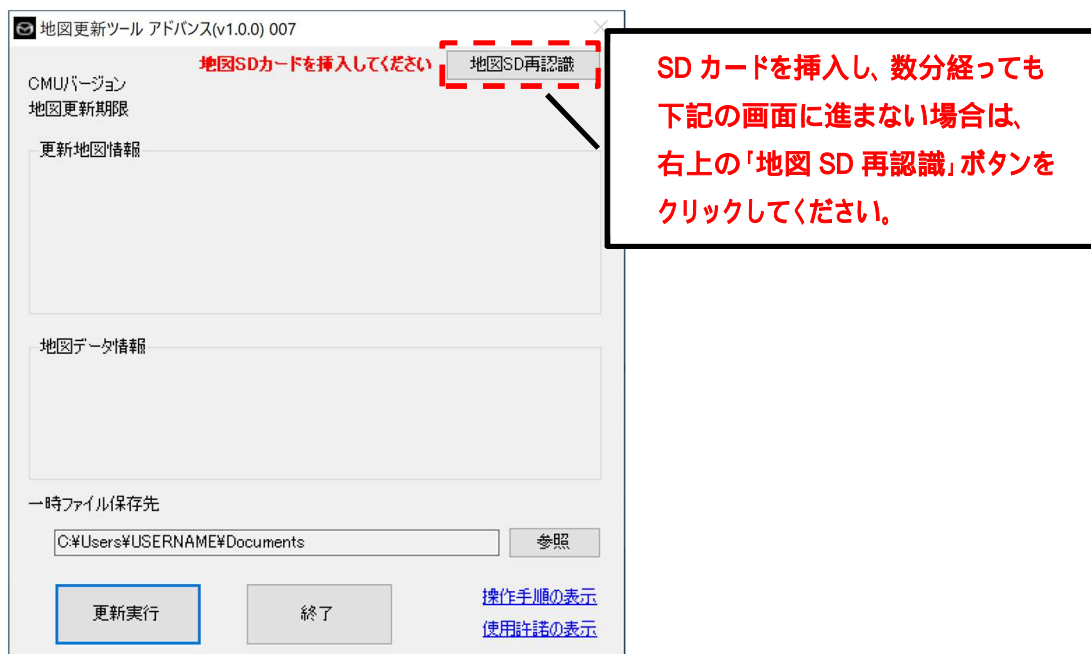 地図更新ツール アドバンス(v1.0.0) 007
地図SDカードを挿入してください
地図SD再認識
CMUバージョン
地図更新期限
更新地図情報
地図データ情報
一時ファイル保存先
C:¥Users¥USERNAME¥Documents
参照
更新実行
終了
操作手順の表示
使用許諾の表示
SD カードを挿入し、数分経っても
下記の画面に進まない場合は、
右上の「地図 SD 再認識」ボタンを
クリックしてください。